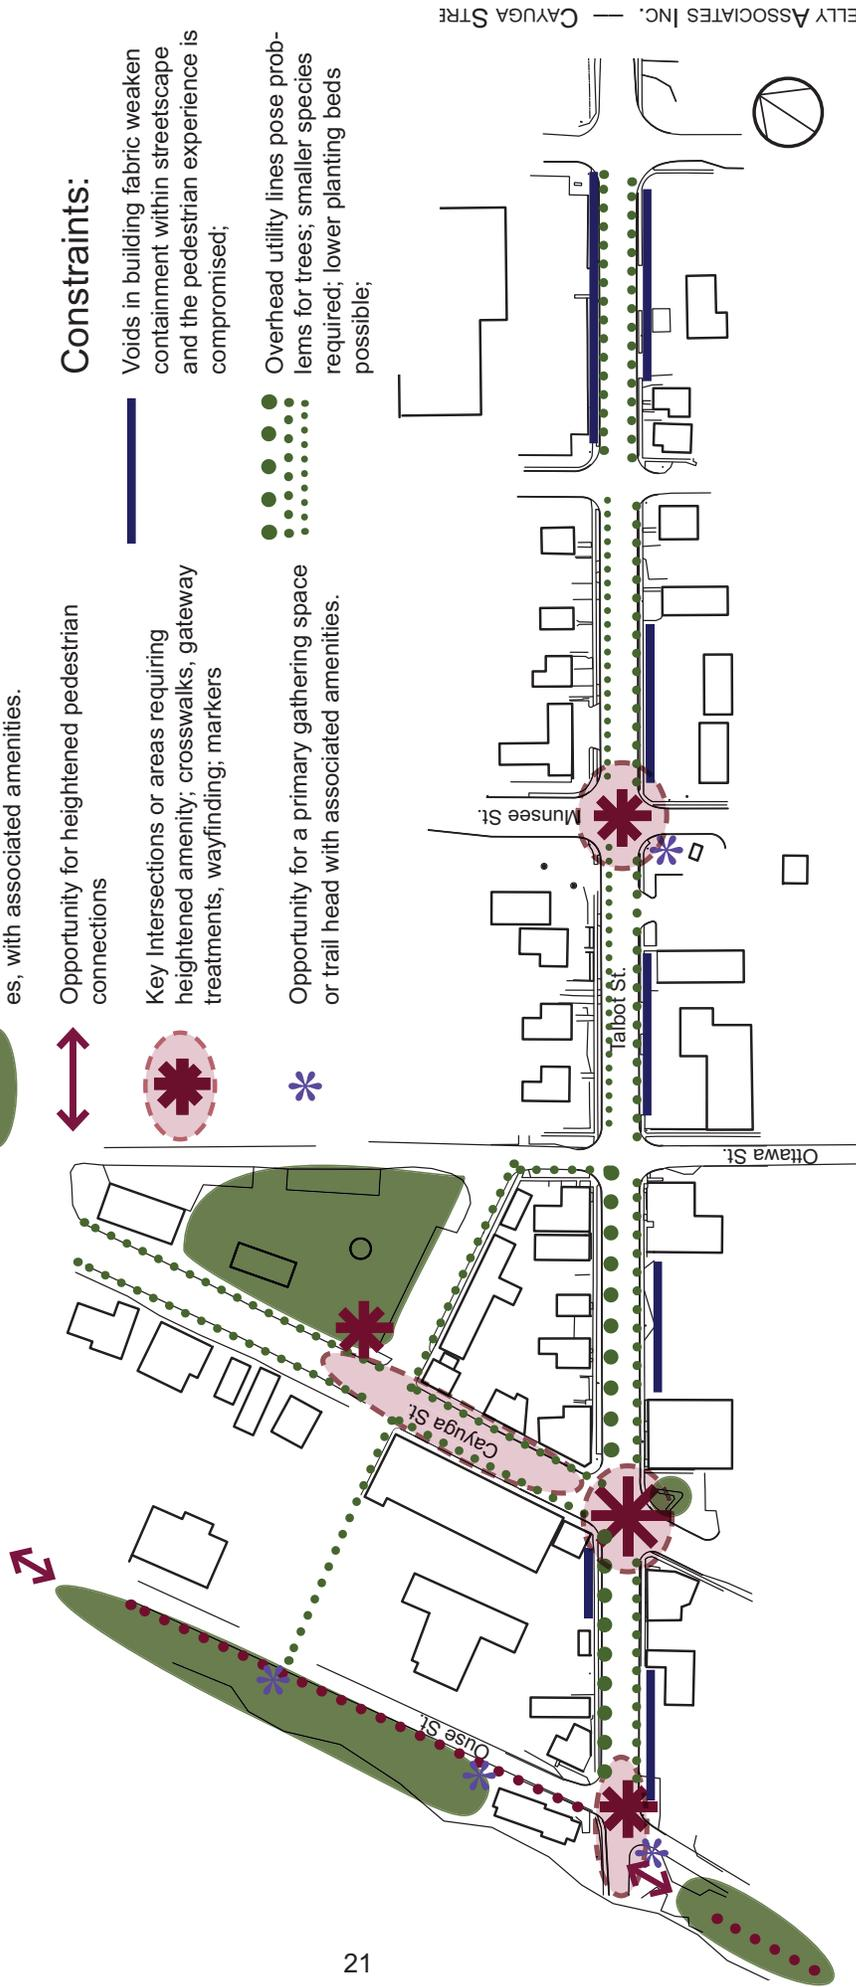 ELLY ASSOCIATES INC. — CAYUGA STRE
es, with associated amenities.
Opportunity for heightened pedestrian
connections
Key Intersections or areas requiring
heightened amenity; crosswalks, gateway
treatments, wayfinding; markers
Opportunity for a primary gathering space
or trail head with associated amenities.
Constraints:
Voids in building fabric weaken
containment within streetscape
and the pedestrian experience is
compromised;
Overhead utility lines pose prob-
lems for trees; smaller species
required; lower planting beds
possible;
Munsee St.
Talbot St.
Ottawa St.
Cayuga St.
Ouse St.
21